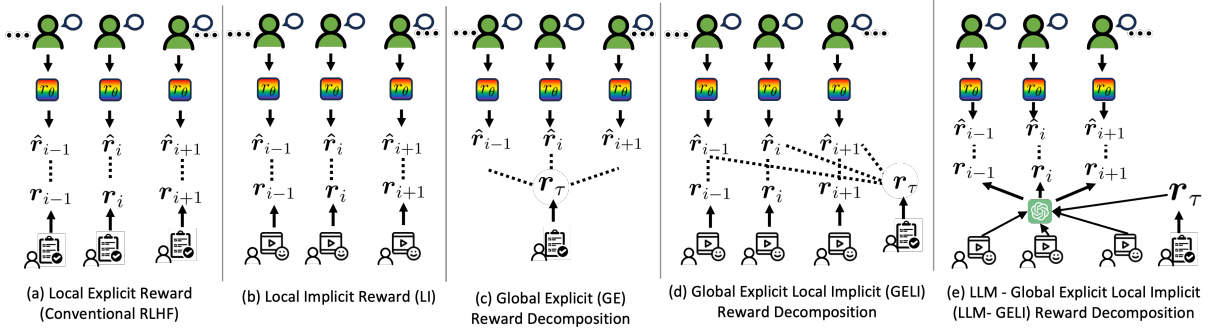 r_θ r_θ r_θ r_θ r_θ r_θ r_θ r_θ r_θ r_θ r_θ r_θ r_θ r_θ r_θ
r̂_{i−1} r̂_i r̂_{i+1} r̂_{i−1} r̂_i r̂_{i+1} r̂_{i−1} r̂_i r̂_{i+1} r̂_{i−1} r̂_i r̂_{i+1} r̂_{i−1} r̂_i r̂_{i+1}
r_{i−1} r_i r_{i+1} r_{i−1} r_i r_{i+1} r_τ r_{i−1} r_i r_{i+1} r_τ r_{i−1} r_i r_{i+1} r_τ
(a) Local Explicit Reward
(Conventional RLHF)
(b) Local Implicit Reward (LI)
(c) Global Explicit (GE)
Reward Decomposition
(d) Global Explicit Local Implicit (GELI)
Reward Decomposition
(e) LLM - Global Explicit Local Implicit
(LLM- GELI) Reward Decomposition